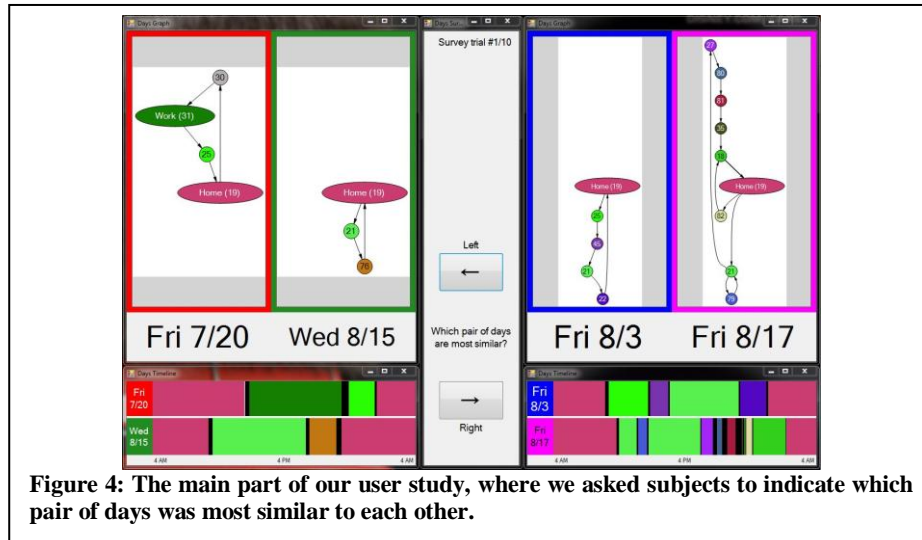 Days Graph
30
Work (31)
25
Home (19)
Home (19)
21
76
Fri 7/20
Wed 8/15
Survey trial #1/10
Left
←
Which pair of days
are most similar?
→
Right
Days Graph
Home (19)
25
45
21
22
27
80
81
35
18
Home (19)
82
21
79
Fri 8/3
Fri 8/17
Days Timeline
Fri
7/20
Wed
8/15
4 AM
4 PM
4 AM
Days Timeline
Fri
8/3
Fri
8/17
4 AM
4 PM
4 AM
Figure 4: The main part of our user study, where we asked subjects to indicate which
pair of days was most similar to each other.